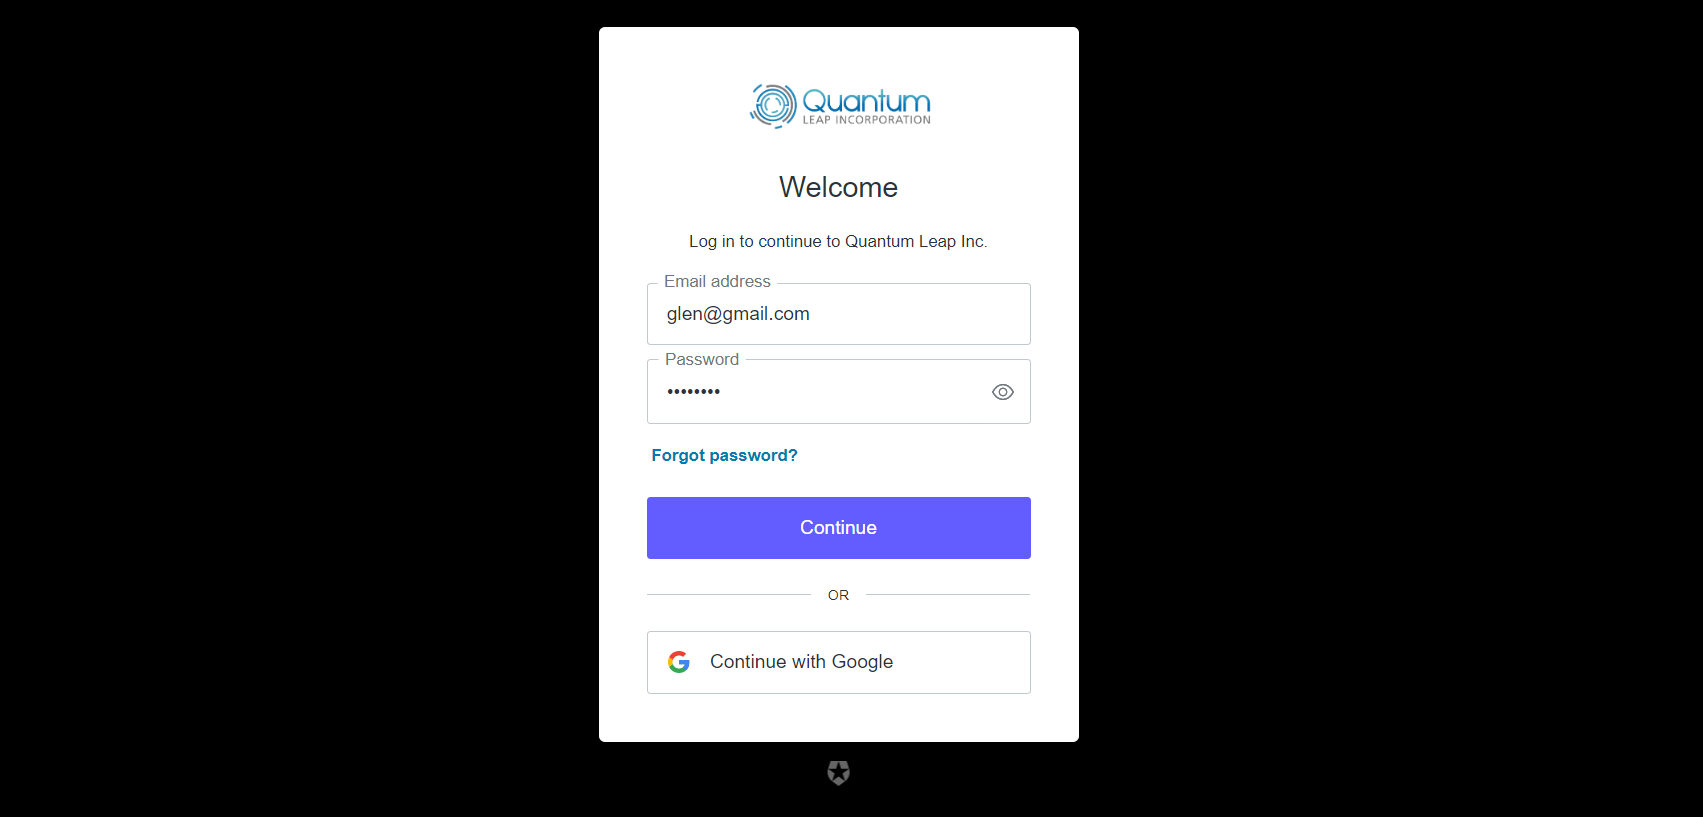 Quantum
LEAP INCORPORATION
Welcome
Log in to continue to Quantum Leap Inc.
Email address
glen@gmail.com
Password
••••••••
Forgot password?
Continue
OR
Continue with Google